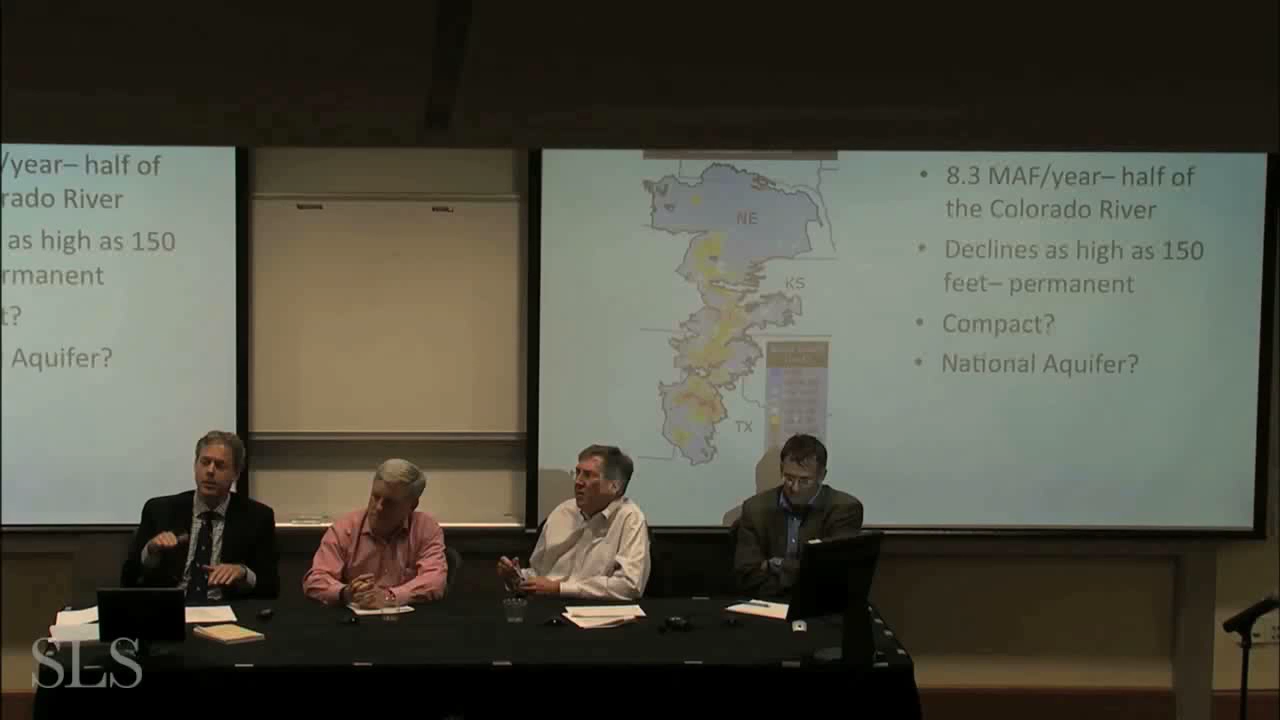 /year– half of
rado River
as high as 150
rmanent
t?
Aquifer?
NE
KS
TX
• 8.3 MAF/year– half of
the Colorado River
• Declines as high as 150
feet– permanent
• Compact?
• National Aquifer?
SLS